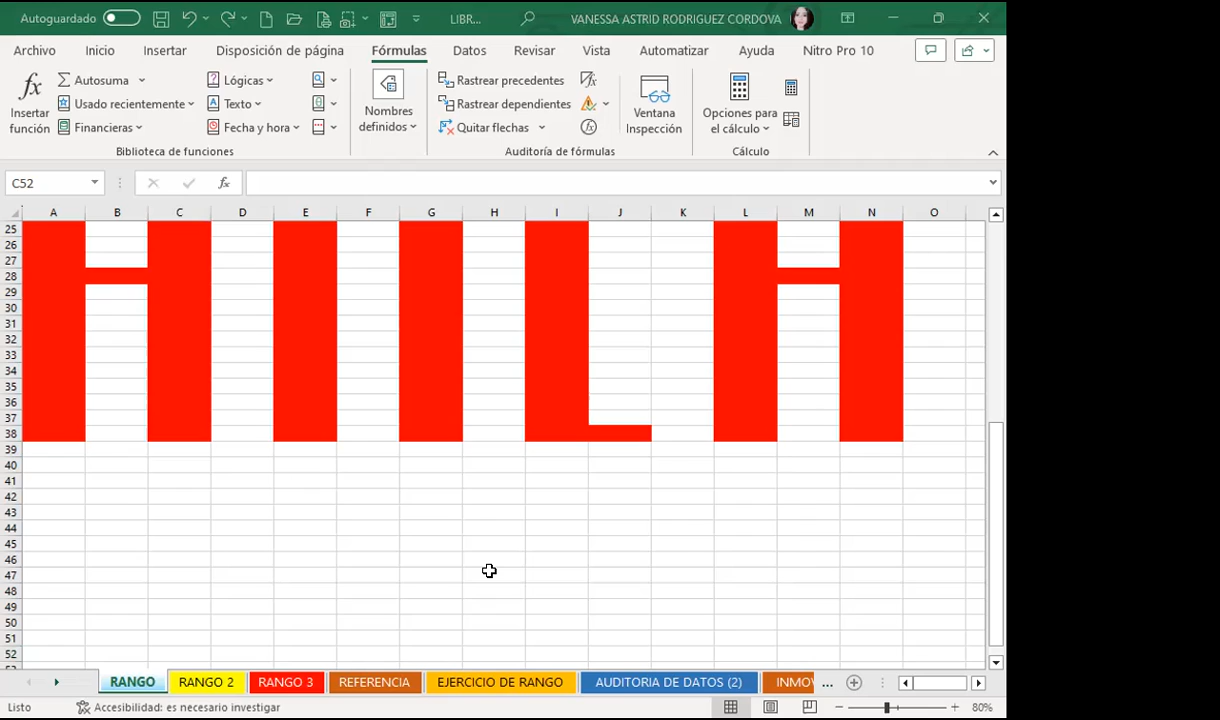 Autoguardado LIBR... VANESSA ASTRID RODRIGUEZ CORDOVA
Archivo Inicio Insertar Disposición de página Fórmulas Datos Revisar Vista Automatizar Ayuda Nitro Pro 10
fx
Insertar
función
Autosuma
Usado recientemente
Financieras
Lógicas
Texto
Fecha y hora
Biblioteca de funciones
Nombres
definidos
Rastrear precedentes
Rastrear dependientes
Quitar flechas
Auditoría de fórmulas
Ventana
Inspección
Opciones para
el cálculo
Cálculo
C52 fx
A B C D E F G H I J K L M N O
25
26
27
28
29
30
31
32
33
34
35
36
37
38
39
40
41
42
43
44
45
46
47
48
49
50
51
52
RANGO RANGO 2 RANGO 3 REFERENCIA EJERCICIO DE RANGO AUDITORIA DE DATOS (2) INMOV ...
Listo Accesibilidad: es necesario investigar 80%